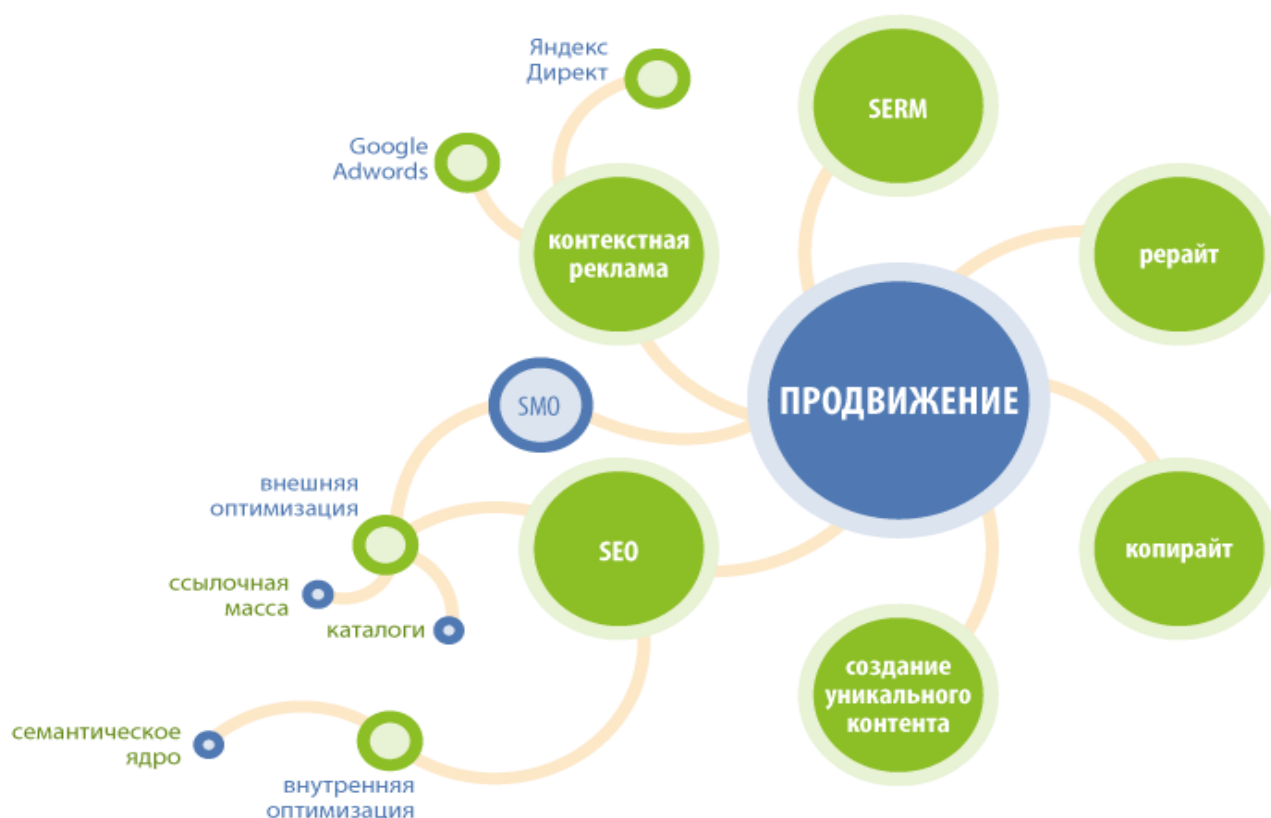 Яндекс
Директ
SERM
Google
Adwords
контекстная
реклама
рерайт
ПРОДВИЖЕНИЕ
SMO
внешняя
оптимизация
SEO
копирайт
ссылочная
масса
каталоги
создание
уникального
контента
семантическое
ядро
внутренняя
оптимизация